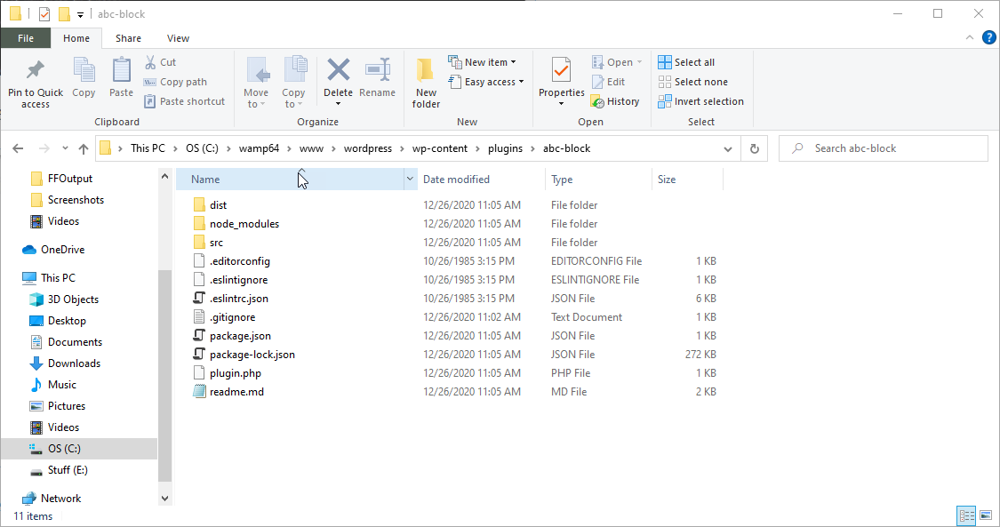 abc-block
File Home Share View
Pin to Quick access
Copy
Paste
Cut
Copy path
Paste shortcut
Clipboard
Move to
Copy to
Delete
Rename
Organize
New folder
New item
Easy access
New
Properties
Open
Edit
History
Open
Select all
Select none
Invert selection
Select
This PC > OS (C:) > wamp64 > www > wordpress > wp-content > plugins > abc-block
Search abc-block
FFOutput
Screenshots
Videos
OneDrive
This PC
3D Objects
Desktop
Documents
Downloads
Music
Pictures
Videos
OS (C:)
Stuff (E:)
Network
Name Date modified Type Size
dist 12/26/2020 11:05 AM File folder
node_modules 12/26/2020 11:05 AM File folder
src 12/26/2020 11:05 AM File folder
.editorconfig 10/26/1985 3:15 PM EDITORCONFIG File 1 KB
.eslintignore 10/26/1985 3:15 PM ESLINTIGNORE File 1 KB
.eslintrc.json 10/26/1985 3:15 PM JSON File 6 KB
.gitignore 12/26/2020 11:02 AM Text Document 1 KB
package.json 12/26/2020 11:05 AM JSON File 1 KB
package-lock.json 12/26/2020 11:05 AM JSON File 272 KB
plugin.php 12/26/2020 11:05 AM PHP File 1 KB
readme.md 12/26/2020 11:05 AM MD File 2 KB
11 items